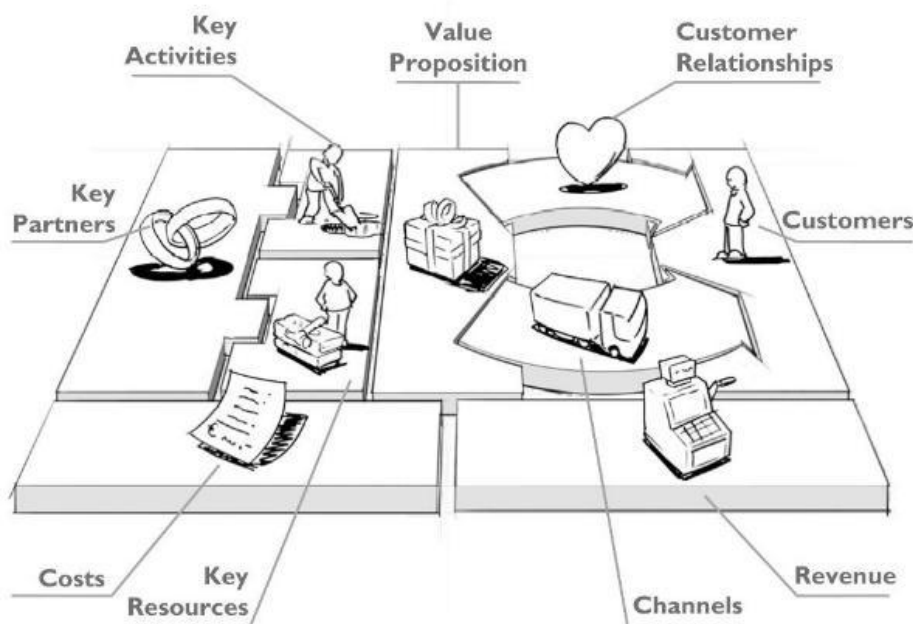 Key
Activities
Value
Proposition
Customer
Relationships
Key
Partners
Customers
Costs
Key
Resources
Channels
Revenue